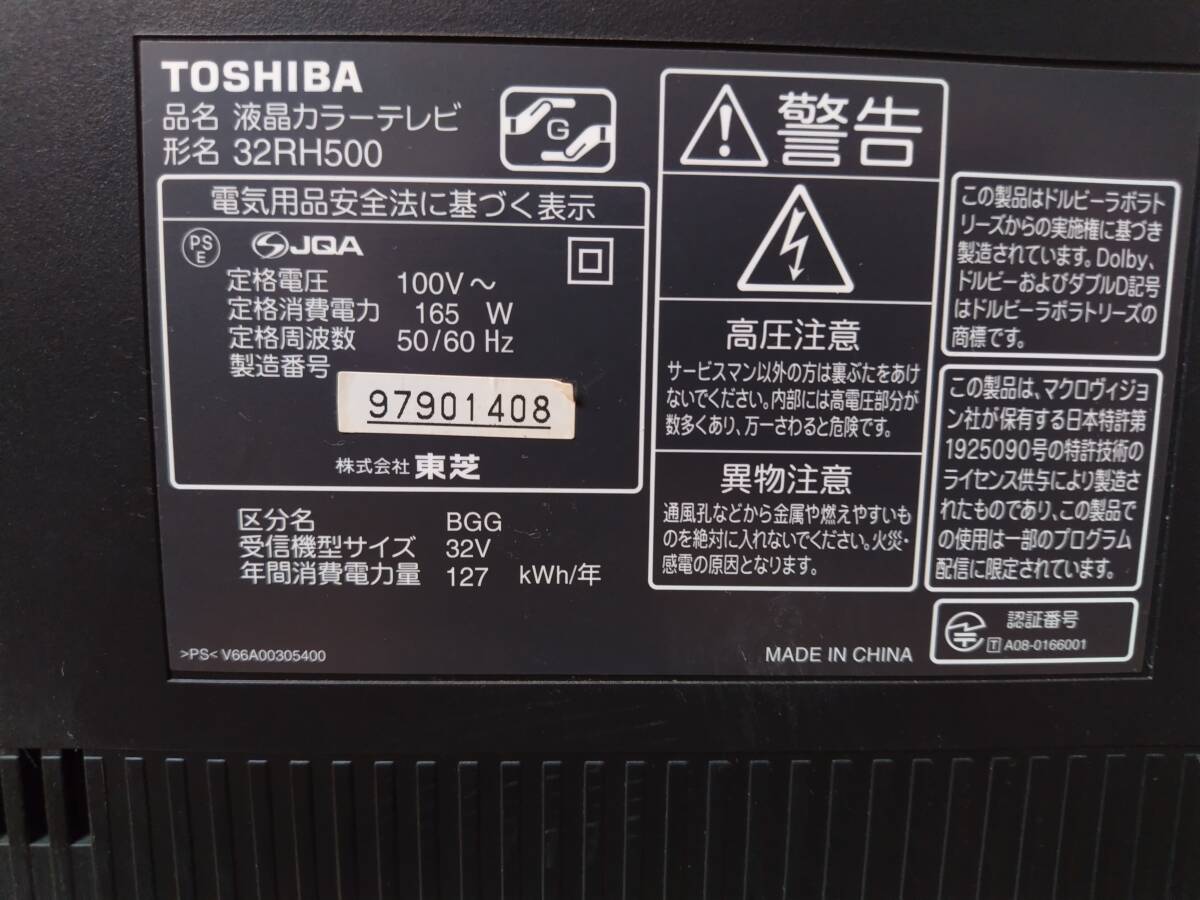 TOSHIBA
品名 液晶カラーテレビ
形名 32RH500
G
電気用品安全法に基づく表示
PS
E
JQA
定格電圧 100V～
定格消費電力 165 W
定格周波数 50/60 Hz
製造番号
97901408
株式会社 東芝
区分名 BGG
受信機型サイズ 32V
年間消費電力量 127 kWh/年
>PS< V66A00305400
警告
高圧注意
サービスマン以外の方は裏ぶたをあけ
ないでください。内部には高電圧部分が
数多くあり、万一さわると危険です。
異物注意
通風孔などから金属や燃えやすいも
のを絶対に入れないでください。火災・
感電の原因となります。
MADE IN CHINA
この製品はドルビーラボラト
リーズからの実施権に基づき
製造されています。Dolby、
ドルビーおよびダブルD記号
はドルビーラボラトリーズの
商標です。
この製品は、マクロヴィジョ
ン社が保有する日本特許第
1925090号の特許技術の
ライセンス供与により製造さ
れたものであり、この製品で
の使用は一部のプログラム
配信に限定されています。
認証番号
T A08-0166001